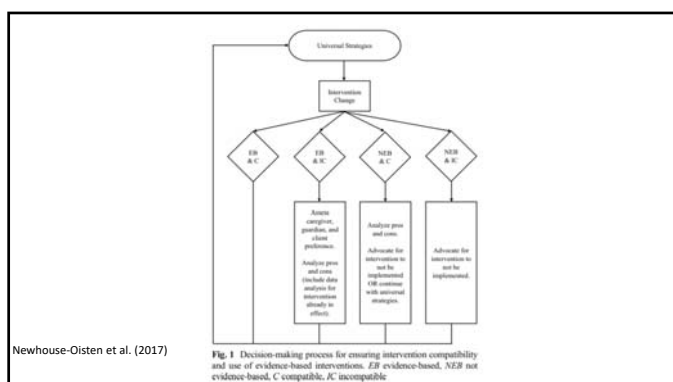 Universal Strategies
Intervention
Change
EB
& C
EB
& IC
NEB
& C
NEB
& IC
Assess
caregiver,
guardian, and
client
preference.
Analyze pros
and cons
(include data
analysis for
intervention
already in
effect).
Analyze pros
and cons.
Advocate for
intervention to
not be
implemented
OR continue
with universal
strategies.
Advocate for
intervention to
not be
implemented.
Newhouse-Oisten et al. (2017)
Fig. 1 Decision-making process for ensuring intervention compatibility
and use of evidence-based interventions. EB evidence-based, NEB not
evidence-based, C compatible, IC incompatible